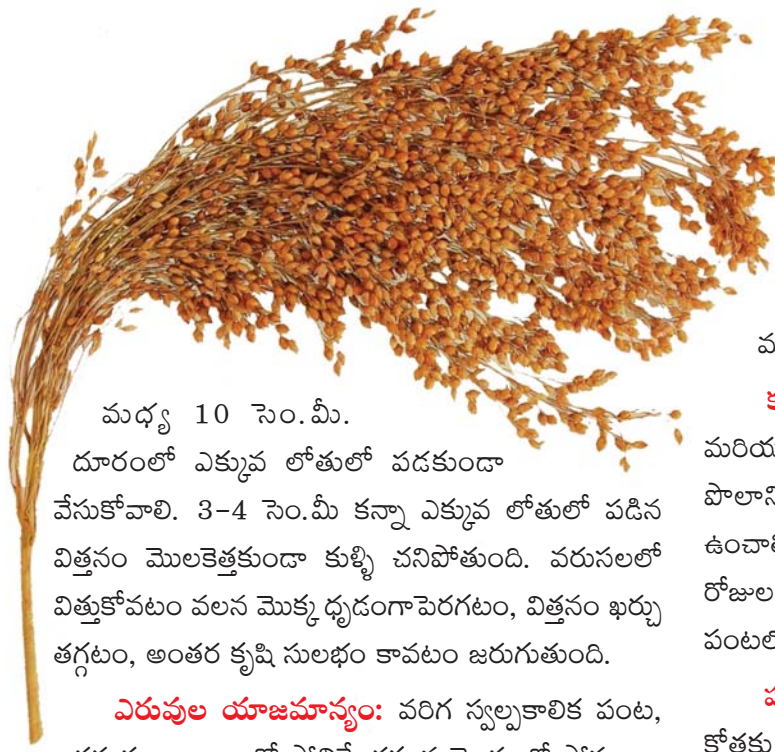 మధ్య 10 సెం.మీ.
దూరంలో ఎక్కువ లోతులో పడకుండా
వేసుకోవాలి. 3-4 సెం.మీ కన్నా ఎక్కువ లోతులో పడిన
విత్తనం మొలకెత్తకుండా కుళ్ళి చనిపోతుంది. వరుసలలో
విత్తుకోవటం వలన మొక్క ధృడంగాపెరగటం, విత్తనం ఖర్చు
తగ్గటం, అంతర కృషి సులభం కావటం జరుగుతుంది.
ఎరువుల యాజమాన్యం: వరిగ స్వల్పకాలిక పంట,
వ
మరియ
పొలాని
ఉంచాలి
రోజుల
పంటల
కోతకు